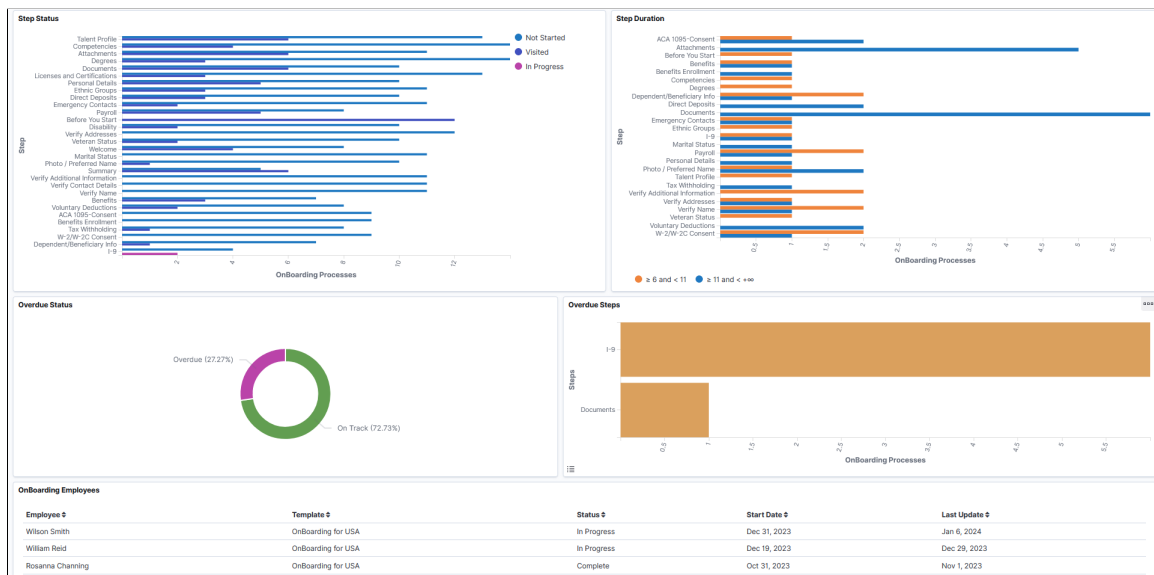 Step Status
Talent Profile
Competencies
Attachments
Degrees
Documents
Licenses and Certifications
Personal Details
Ethnic Groups
Direct Deposits
Emergency Contacts
Payroll
Before You Start
Disability
Verify Addresses
Veteran Status
Welcome
Marital Status
Photo / Preferred Name
Summary
Verify Additional Information
Verify Contact Details
Verify Name
Benefits
Voluntary Deductions
ACA 1095-Consent
Benefits Enrollment
Tax Withholding
W-2/W-2C Consent
Dependent/Beneficiary Info
I-9
Step
0
2
4
6
8
10
12
OnBoarding Processes
Not Started
Visited
In Progress
Step Duration
ACA 1095-Consent
Attachments
Before You Start
Benefits
Benefits Enrollment
Competencies
Degrees
Dependent/Beneficiary Info
Direct Deposits
Documents
Emergency Contacts
Ethnic Groups
I-9
Marital Status
Payroll
Personal Details
Photo / Preferred Name
Talent Profile
Tax Withholding
Verify Additional Information
Verify Addresses
Verify Name
Veteran Status
Voluntary Deductions
W-2/W-2C Consent
Step
0.5
1
1.5
2
2.5
3
3.5
4
4.5
5
5.5
OnBoarding Processes
≥ 6 and < 11
≥ 11 and < +∞
Overdue Status
Overdue (27.27%)
On Track (72.73%)
Overdue Steps
I-9
Documents
Steps
0.5
1
1.5
2
2.5
3
3.5
4
4.5
5
5.5
OnBoarding Processes
OnBoarding Employees
Employee Template Status Start Date Last Update
Wilson Smith OnBoarding for USA In Progress Dec 31, 2023 Jan 6, 2024
William Reid OnBoarding for USA In Progress Dec 19, 2023 Dec 29, 2023
Rosanna Channing OnBoarding for USA Complete Oct 31, 2023 Nov 1, 2023